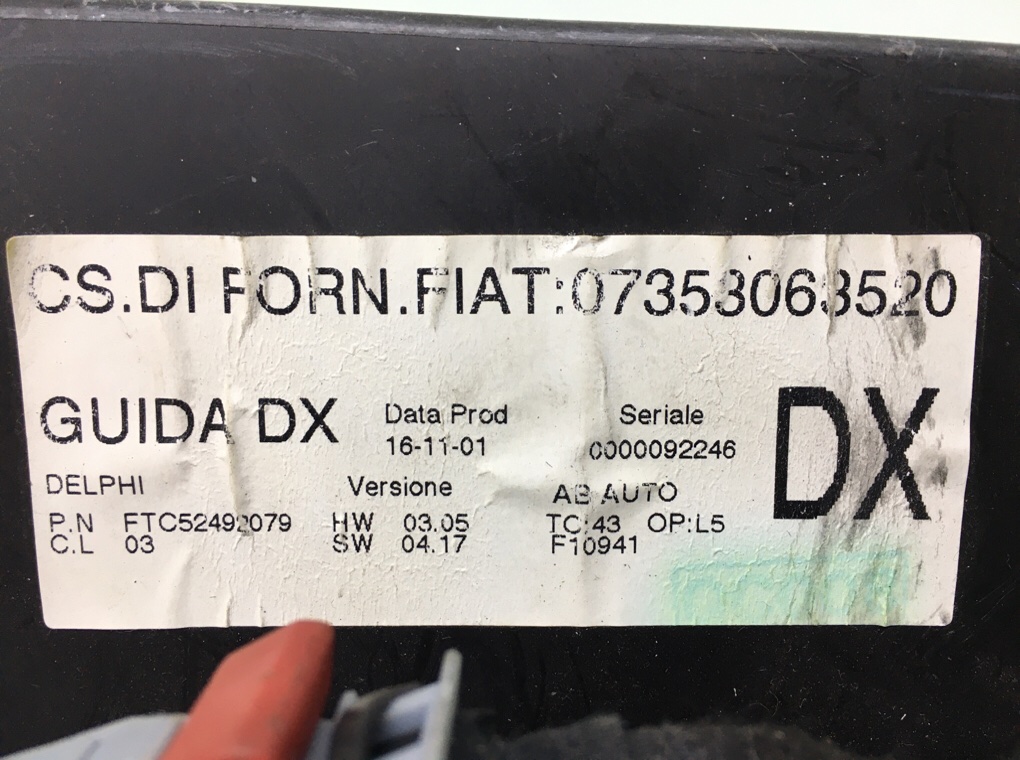 CS.DI FORN.FIAT:07353063520
GUIDA DX
Data Prod
16-11-01
Seriale
0000092246
DX
DELPHI
Versione
AB AUTO
P.N FTC52492079 HW 03.05 TC:43 OP:L5
C.L 03 SW 04.17 F10941